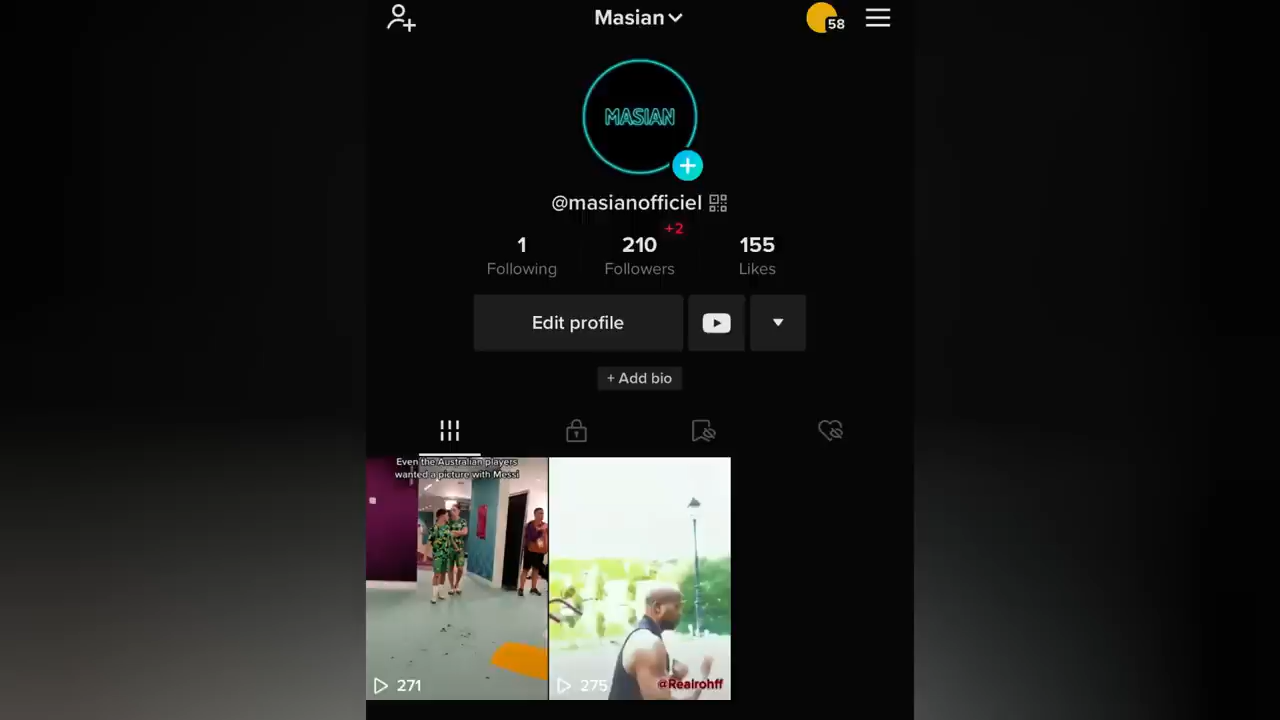 Masian
58
MASIAN
@masianofficiel
+2
1 210 155
Following Followers Likes
Edit profile
+ Add bio
Even the Australian players
wanted a picture with Messi
271
275
@Realrohff